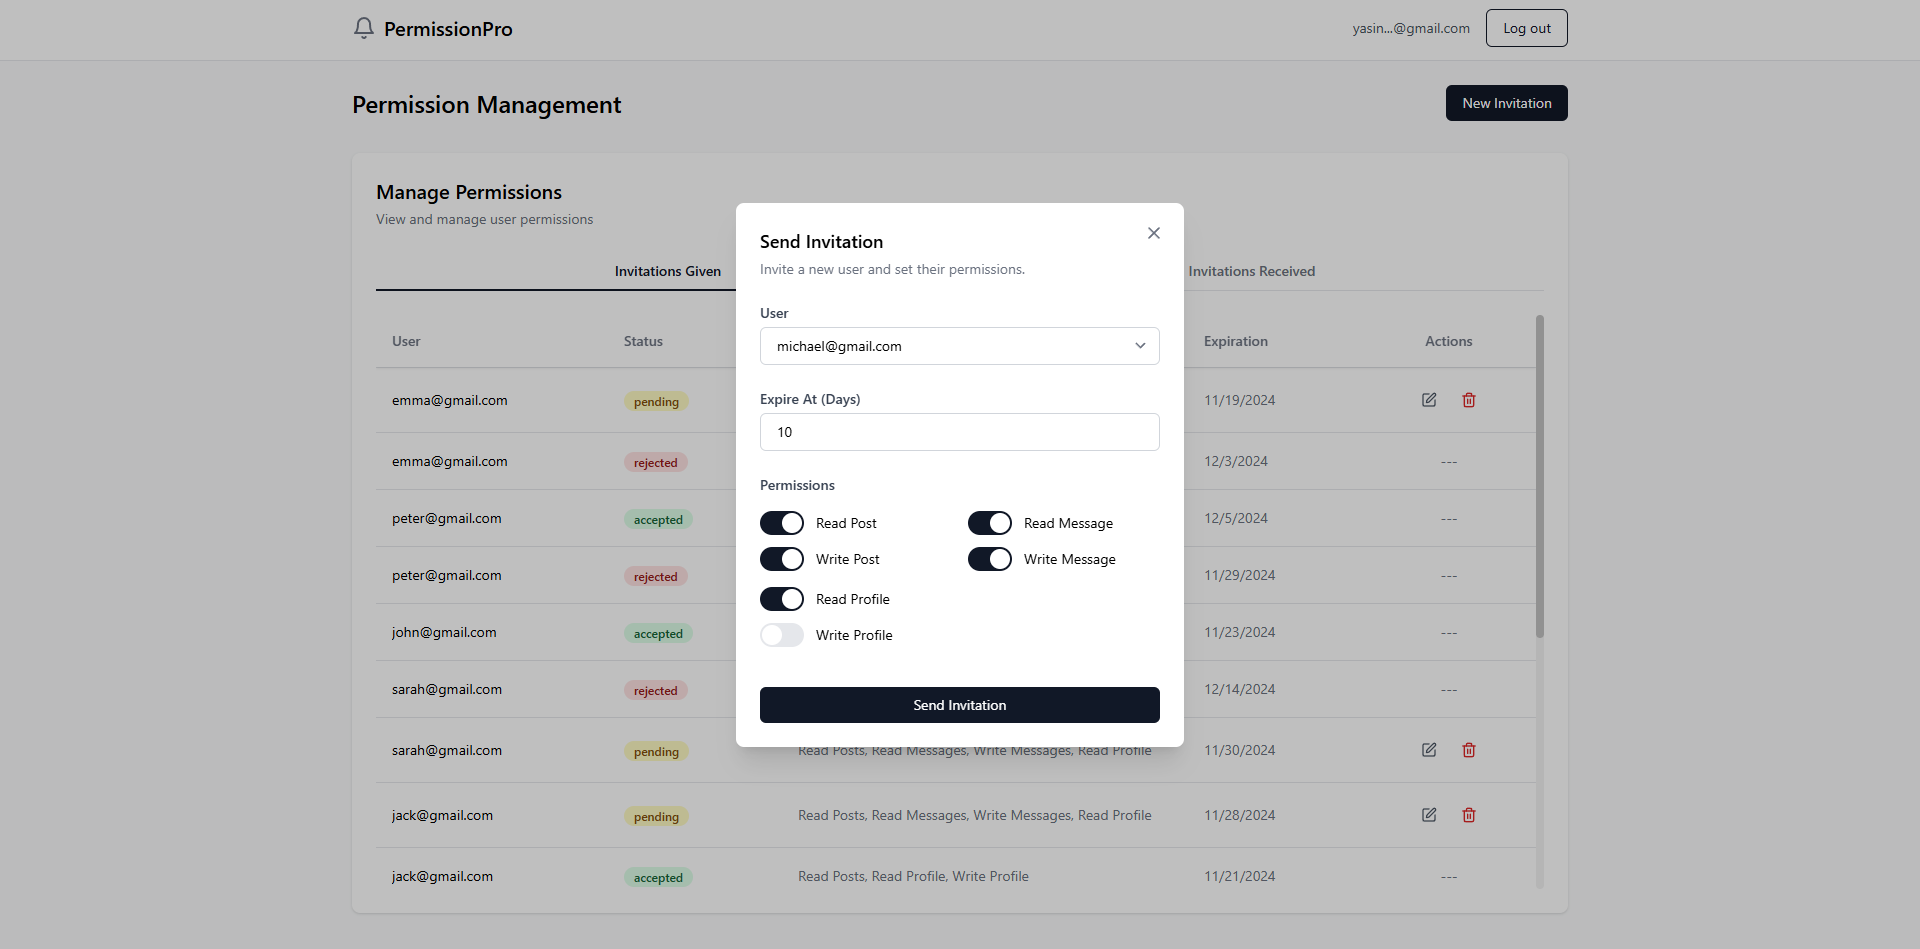 PermissionPro
yasin...@gmail.com
Log out
Permission Management
New Invitation
Manage Permissions
View and manage user permissions
Invitations Given
Invitations Received
User Status Expiration Actions
emma@gmail.com pending 11/19/2024
emma@gmail.com rejected 12/3/2024 ---
peter@gmail.com accepted 12/5/2024 ---
peter@gmail.com rejected 11/29/2024 ---
john@gmail.com accepted 11/23/2024 ---
sarah@gmail.com rejected 12/14/2024 ---
sarah@gmail.com pending Read Posts, Read Messages, Write Messages, Read Profile 11/30/2024
jack@gmail.com pending Read Posts, Read Messages, Write Messages, Read Profile 11/28/2024
jack@gmail.com accepted Read Posts, Read Profile, Write Profile 11/21/2024 ---
Send Invitation
Invite a new user and set their permissions.
User
michael@gmail.com
Expire At (Days)
10
Permissions
Read Post Read Message
Write Post Write Message
Read Profile
Write Profile
Send Invitation